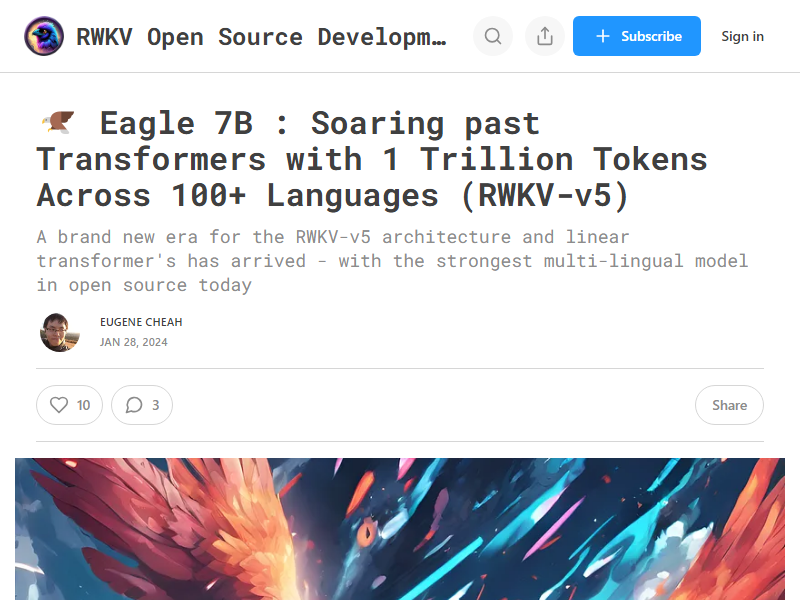 RWKV Open Source Developm…
Subscribe
Sign in
Eagle 7B : Soaring past
Transformers with 1 Trillion Tokens
Across 100+ Languages (RWKV-v5)
A brand new era for the RWKV-v5 architecture and linear
transformer's has arrived - with the strongest multi-lingual model
in open source today
EUGENE CHEAH
JAN 28, 2024
10
3
Share